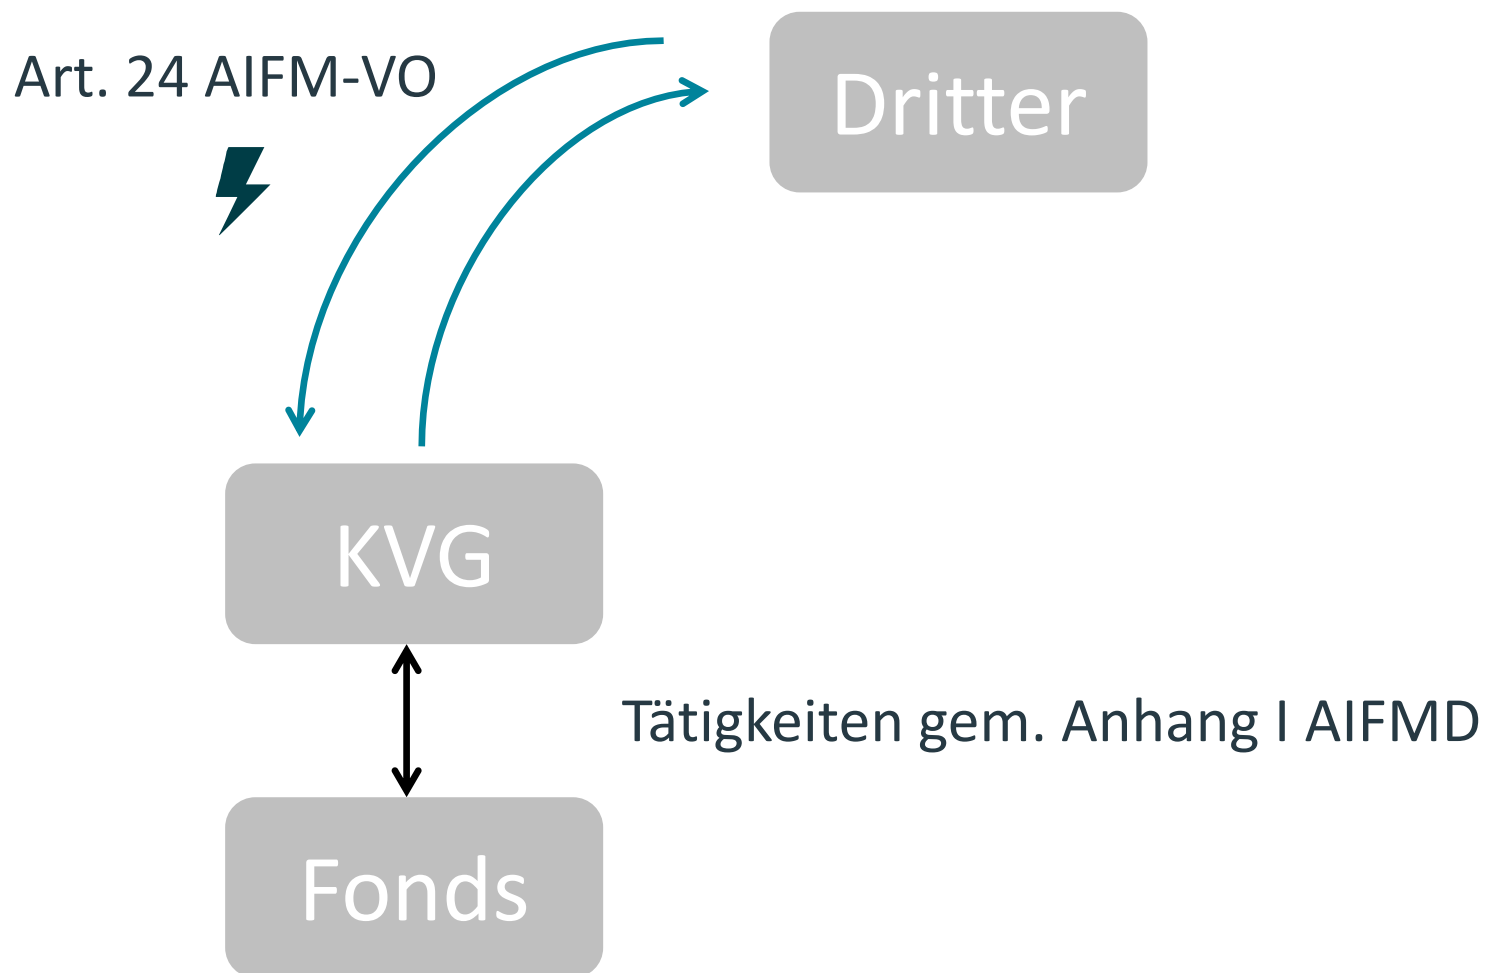 Art. 24 AIFM-VO
Dritter
KVG
Tätigkeiten gem. Anhang I AIFMD
Fonds